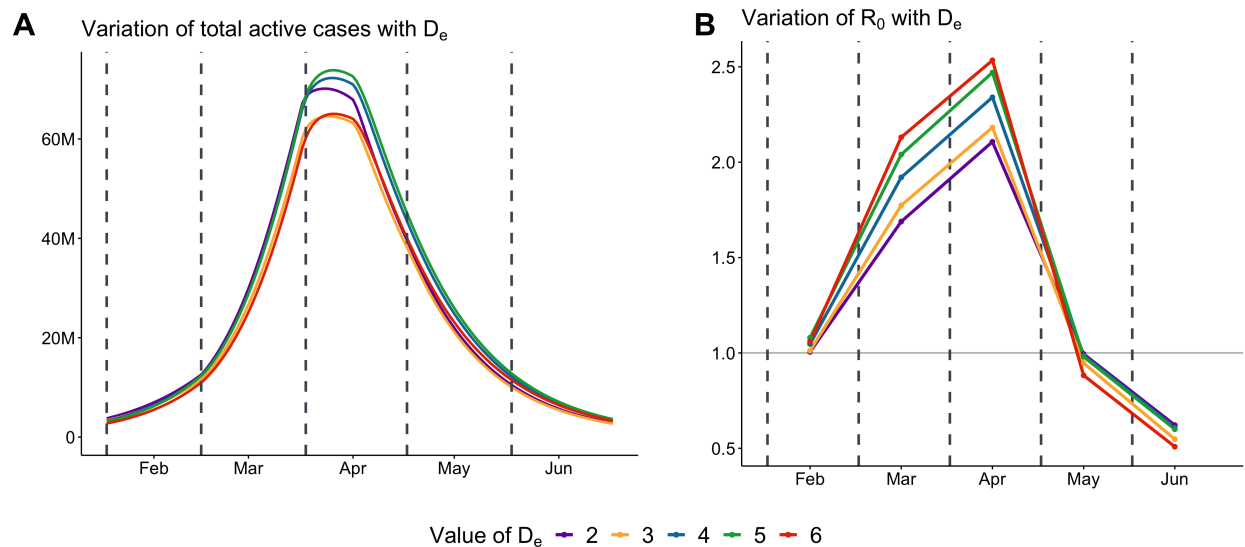 A
Variation of total active cases with Dₑ
60M
40M
20M
0
Feb Mar Apr May Jun
B
Variation of R₀ with Dₑ
2.5
2.0
1.5
1.0
0.5
Feb Mar Apr May Jun
Value of Dₑ 2 3 4 5 6